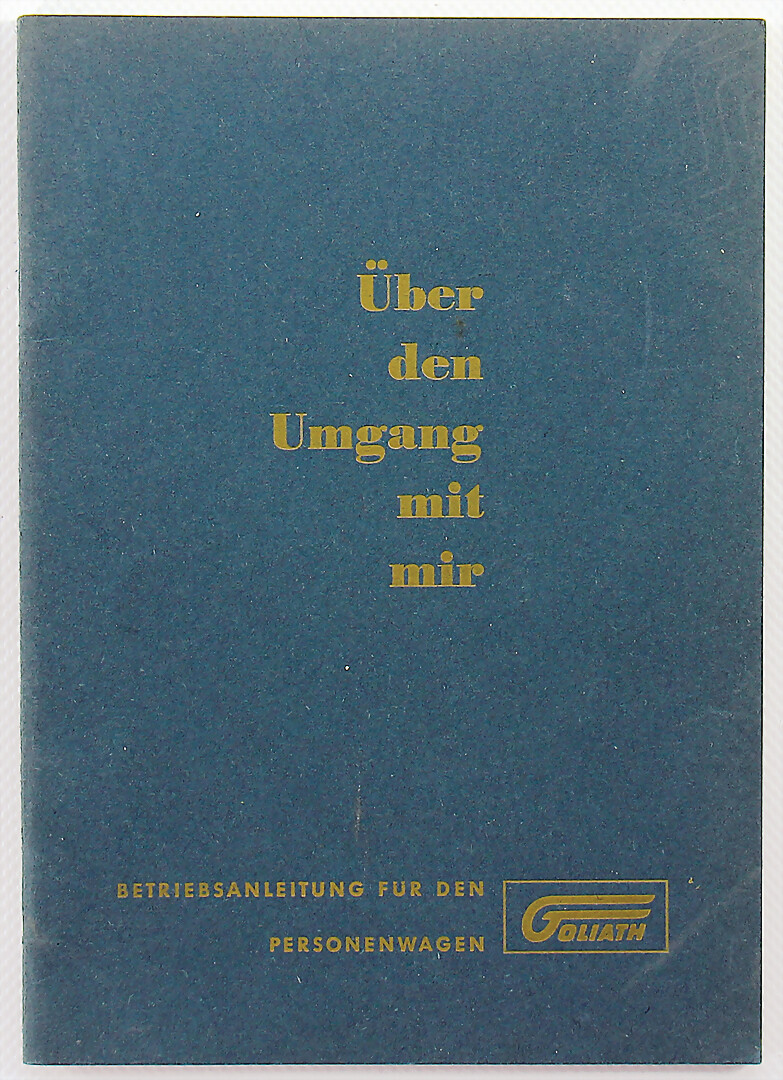 Über
den
Umgang
mit
mir
BETRIEBSANLEITUNG FÜR DEN
PERSONENWAGEN
GOLIATH